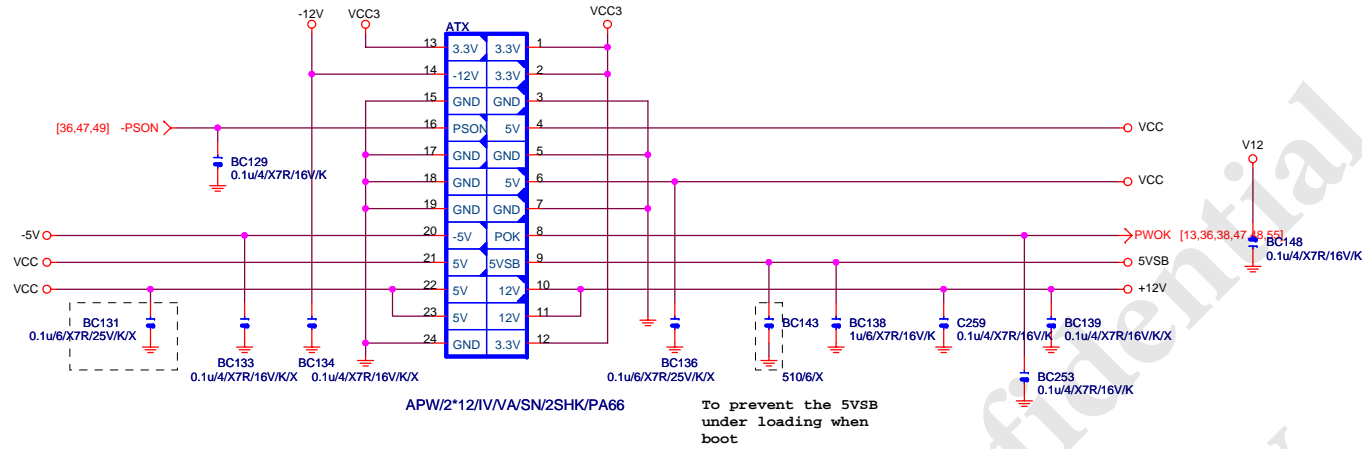 -12V
VCC3
VCC3
ATX
13 3.3V 3.3V 1
14 -12V 3.3V 2
15 GND GND 3
[36,47,49] -PSON 16 PSON 5V 4 VCC
17 GND GND 5
18 GND 5V 6 VCC
19 GND GND 7
-5V 20 -5V POK 8 PWOK [13,36,38,47,48,55]
VCC 21 5V 5VSB 9 5VSB
VCC 22 5V 12V 10 +12V
23 5V 12V 11
24 GND 3.3V 12
BC129
0.1u/4/X7R/16V/K
V12
BC148
0.1u/4/X7R/16V/K
BC131
0.1u/6/X7R/25V/K/X
BC133
0.1u/4/X7R/16V/K/X
BC134
0.1u/4/X7R/16V/K/X
BC136
0.1u/6/X7R/25V/K/X
BC143
510/6/X
BC138
1u/6/X7R/16V/K
C259
0.1u/4/X7R/16V/K
BC139
0.1u/4/X7R/16V/K/X
BC253
0.1u/4/X7R/16V/K
APW/2*12/IV/VA/SN/2SHK/PA66
To prevent the 5VSB
under loading when
boot
fidential